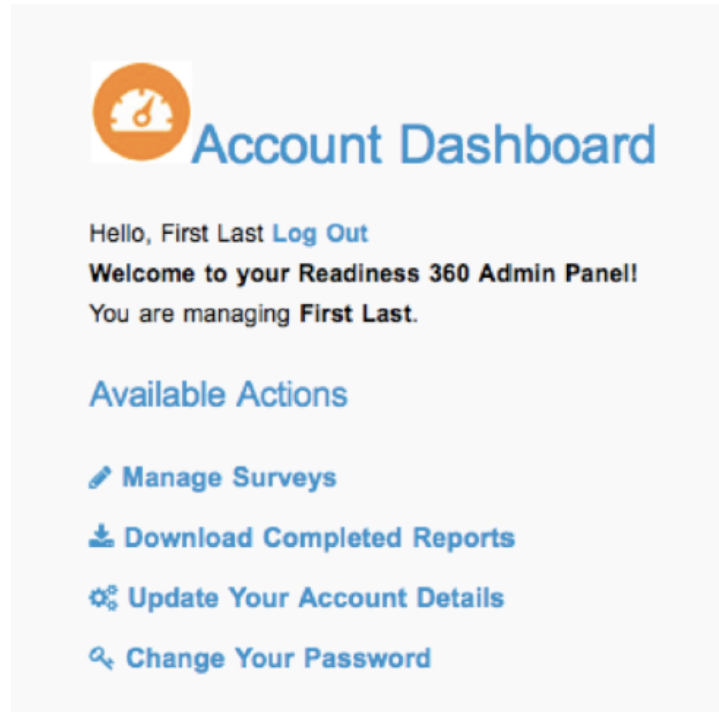 Account Dashboard
Hello, First Last Log Out
Welcome to your Readiness 360 Admin Panel!
You are managing First Last.
Available Actions
Manage Surveys
Download Completed Reports
Update Your Account Details
Change Your Password